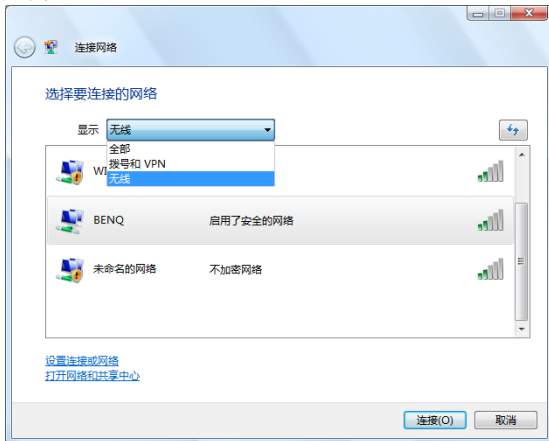 连接网络
选择要连接的网络
显示 无线
全部
拨号和 VPN
无线
BENQ 启用了安全的网络
未命名的网络 不加密网络
设置连接或网络
打开网络和共享中心
连接(O) 取消